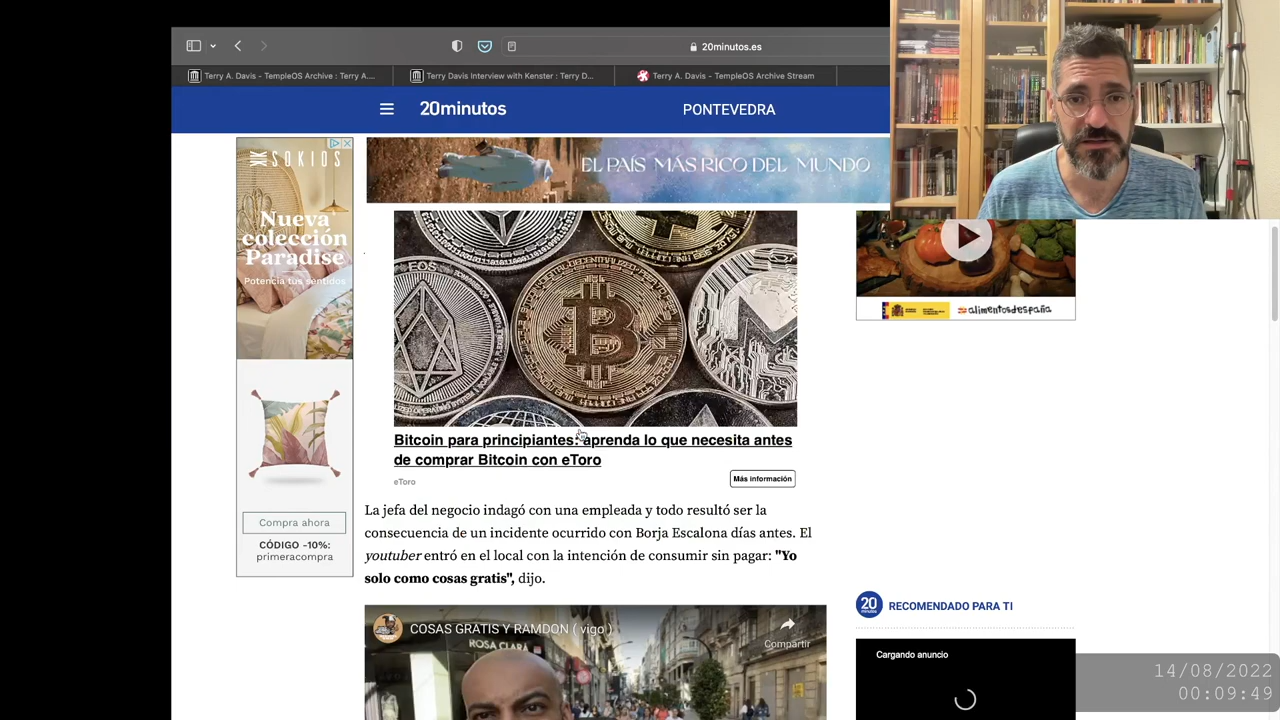 20minutos.es
Terry A. Davis - TempleOS Archive : Terry A....
Terry Davis Interview with Kenster : Terry D...
Terry A. Davis - TempleOS Archive Stream
20minutos
PONTEVEDRA
SOKIOS
Nueva
colección
Paradise
Potencia tus sentidos
Compra ahora
CÓDIGO -10%:
primeracompra
EL PAÍS MÁS RICO DEL MUNDO
EOS
Bitcoin para principiantes: aprenda lo que necesita antes
de comprar Bitcoin con eToro
eToro
Más información
La jefa del negocio indagó con una empleada y todo resultó ser la
consecuencia de un incidente ocurrido con Borja Escalona días antes. El
youtuber entró en el local con la intención de consumir sin pagar: "Yo
solo como cosas gratis", dijo.
COSAS GRATIS Y RAMDON ( vigo )
Compartir
ROSA CLARÁ
alimentosdespaña
20
minutos
RECOMENDADO PARA TI
Cargando anuncio
14/08/2022
00:09:49